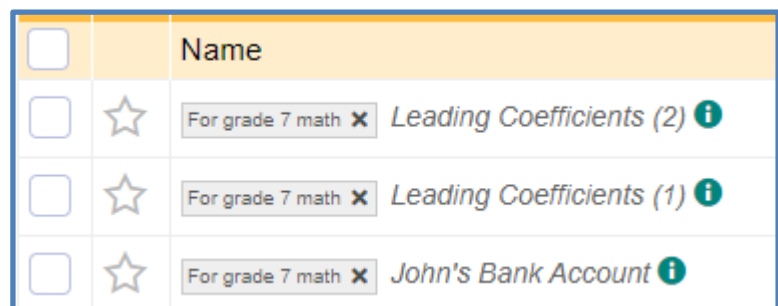 Name
For grade 7 math × Leading Coefficients (2)
For grade 7 math × Leading Coefficients (1)
For grade 7 math × John's Bank Account